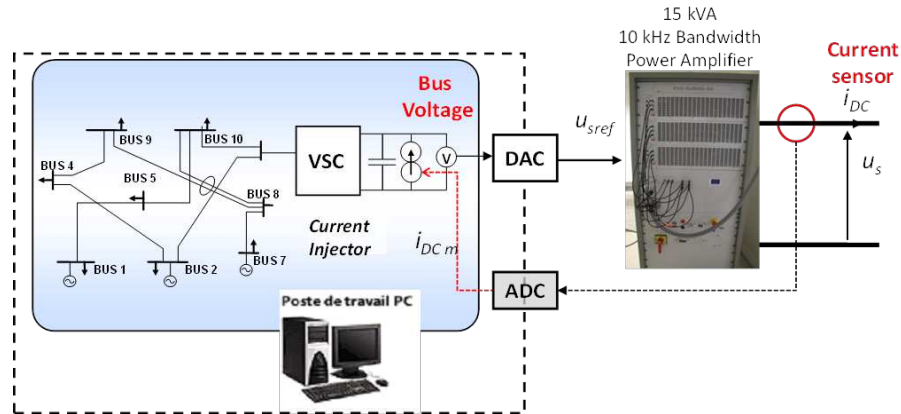 15 kVA
10 kHz Bandwidth
Power Amplifier
Current
sensor
Bus
Voltage
BUS 9
BUS 10
BUS 4
BUS 5
BUS 8
BUS 1
BUS 2
BUS 7
VSC
V
Current
Injector
i_DC m
DAC
u_sref
i_DC
u_s
ADC
Poste de travail PC